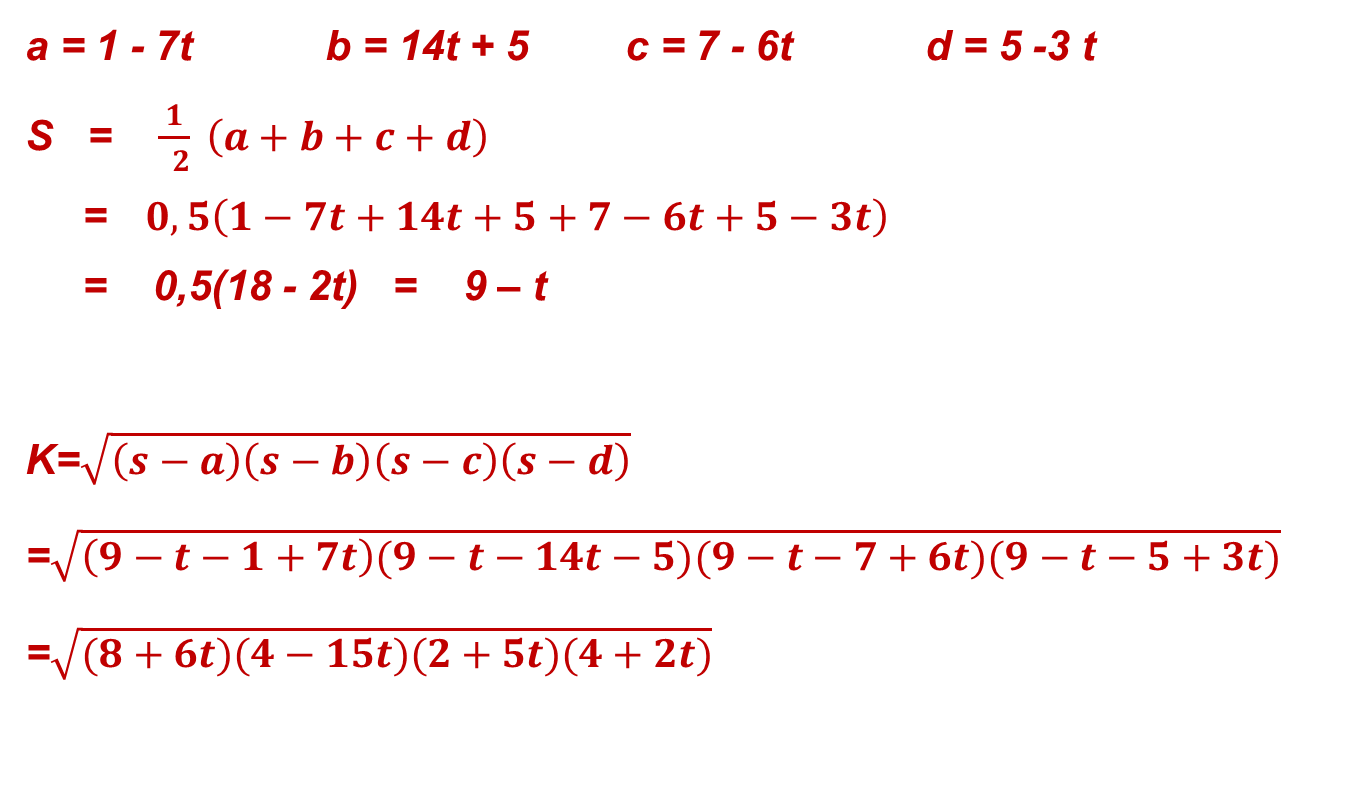 a = 1 - 7t b = 14t + 5 c = 7 - 6t d = 5 -3 t
S = 1/2 (a + b + c + d)
= 0,5(1 − 7t + 14t + 5 + 7 − 6t + 5 − 3t)
= 0,5(18 - 2t) = 9 – t
K=√(s − a)(s − b)(s − c)(s − d)
=√(9 − t − 1 + 7t)(9 − t − 14t − 5)(9 − t − 7 + 6t)(9 − t − 5 + 3t)
=√(8 + 6t)(4 − 15t)(2 + 5t)(4 + 2t)